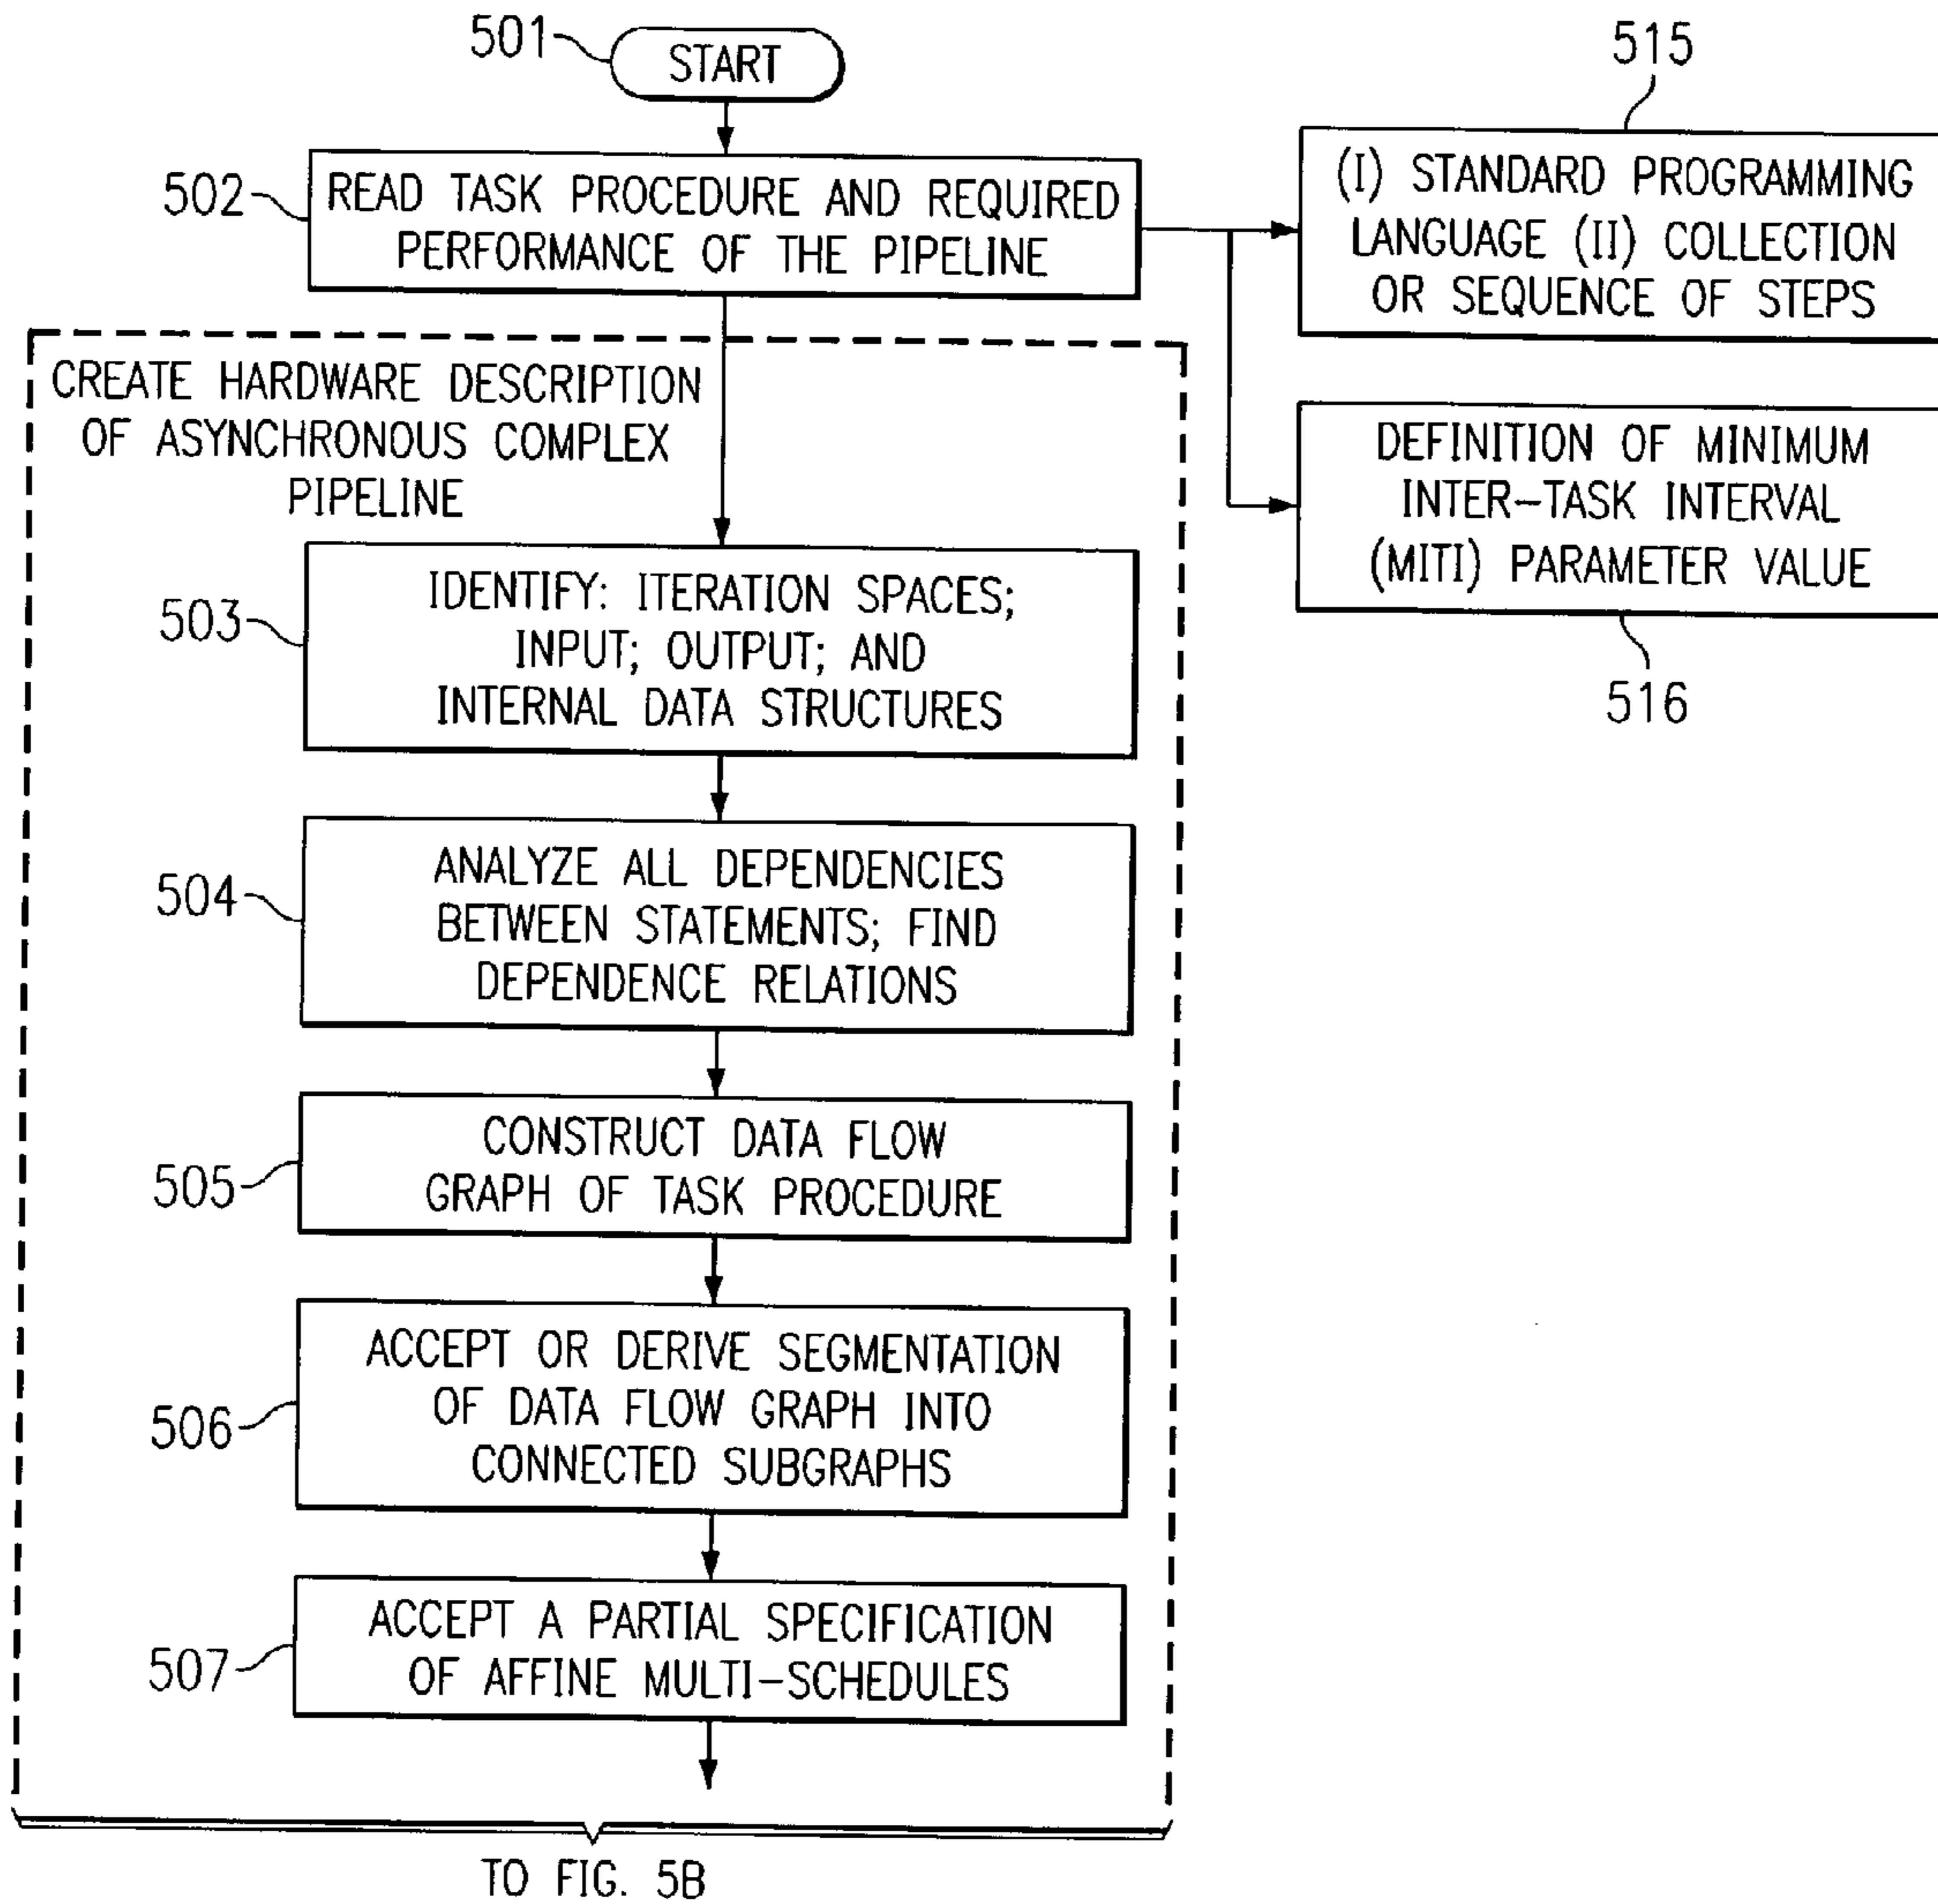 501
START
515
502
READ TASK PROCEDURE AND REQUIRED
PERFORMANCE OF THE PIPELINE
(I) STANDARD PROGRAMMING
LANGUAGE (II) COLLECTION
OR SEQUENCE OF STEPS
CREATE HARDWARE DESCRIPTION
OF ASYNCHRONOUS COMPLEX
PIPELINE
DEFINITION OF MINIMUM
INTER-TASK INTERVAL
(MITI) PARAMETER VALUE
516
503
IDENTIFY: ITERATION SPACES;
INPUT; OUTPUT; AND
INTERNAL DATA STRUCTURES
504
ANALYZE ALL DEPENDENCIES
BETWEEN STATEMENTS; FIND
DEPENDENCE RELATIONS
505
CONSTRUCT DATA FLOW
GRAPH OF TASK PROCEDURE
506
ACCEPT OR DERIVE SEGMENTATION
OF DATA FLOW GRAPH INTO
CONNECTED SUBGRAPHS
507
ACCEPT A PARTIAL SPECIFICATION
OF AFFINE MULTI-SCHEDULES
TO FIG. 5B